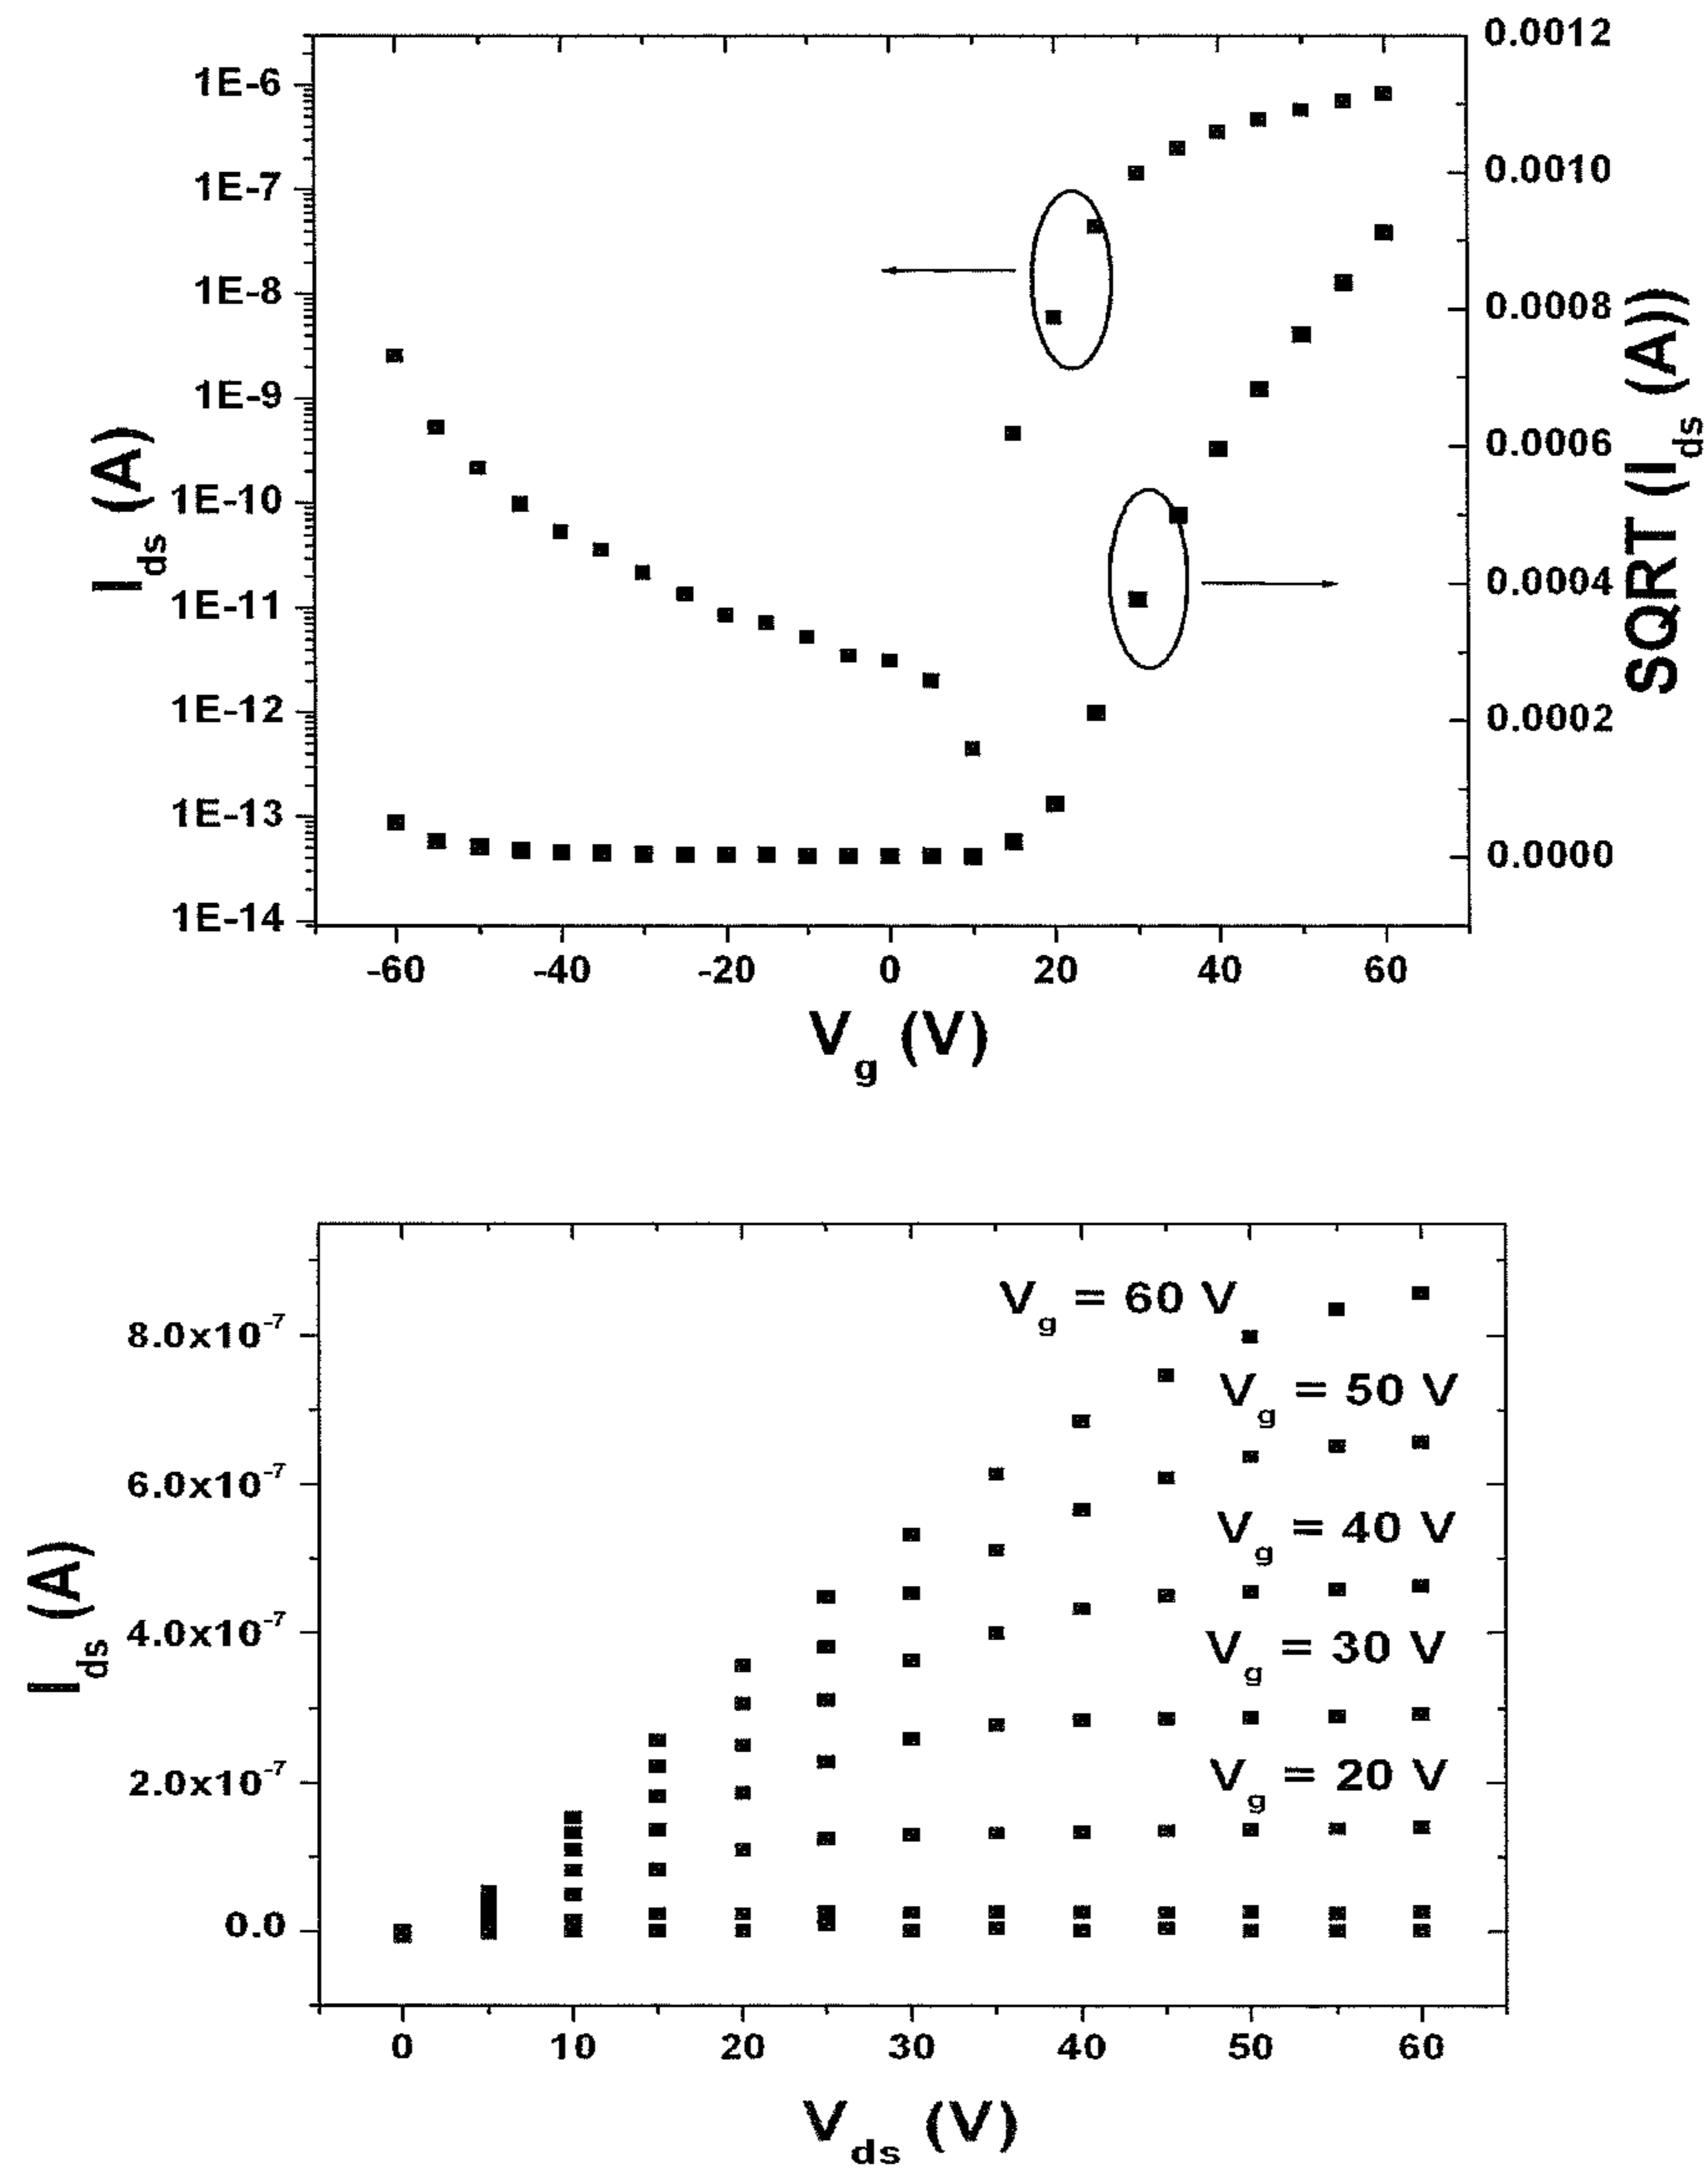 0.0012
1E-6
0.0010
1E-7
1E-8
0.0008
1E-9
0.0006
1E-10
0.0004
1E-11
1E-12
0.0002
1E-13
0.0000
1E-14
I_ds (A)
SQRT (I_ds (A))
-60 -40 -20 0 20 40 60
V_g (V)
V_g = 60 V
8.0x10^-7
V_g = 50 V
6.0x10^-7
V_g = 40 V
4.0x10^-7
V_g = 30 V
2.0x10^-7
V_g = 20 V
0.0
I_ds (A)
0 10 20 30 40 50 60
V_ds (V)